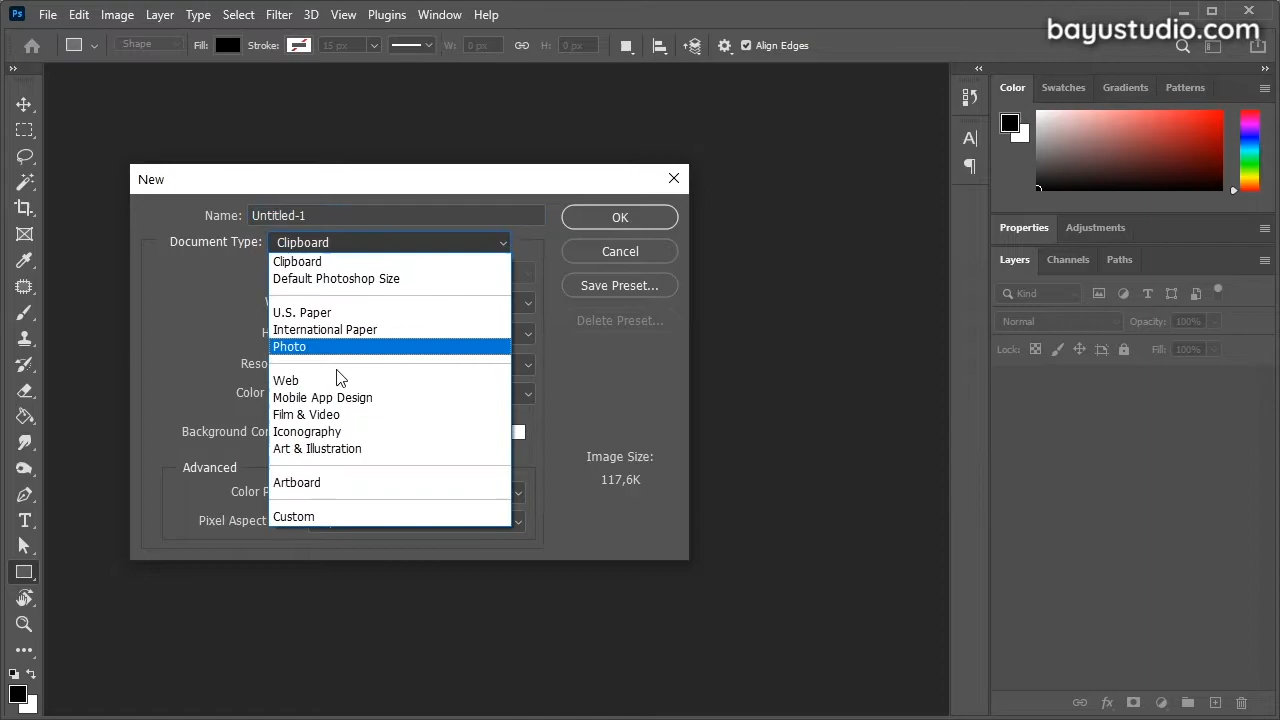 Ps File Edit Image Layer Type Select Filter 3D View Plugins Window Help
bayustudio.com
Shape Fill: Stroke: 15 px W: 0 px H: 0 px Align Edges
Color Swatches Gradients Patterns
New
Name: Untitled-1 OK
Document Type: Clipboard Cancel
Clipboard
Default Photoshop Size Save Preset...
U.S. Paper Delete Preset...
International Paper
Photo
Reso
Web
Color
Mobile App Design
Film & Video
Background Con
Iconography
Art & Illustration
Image Size:
Advanced
117,6K
Artboard
Color P
Custom
Pixel Aspect
Properties Adjustments
Layers Channels Paths
Kind
Normal Opacity: 100%
Lock: Fill: 100%